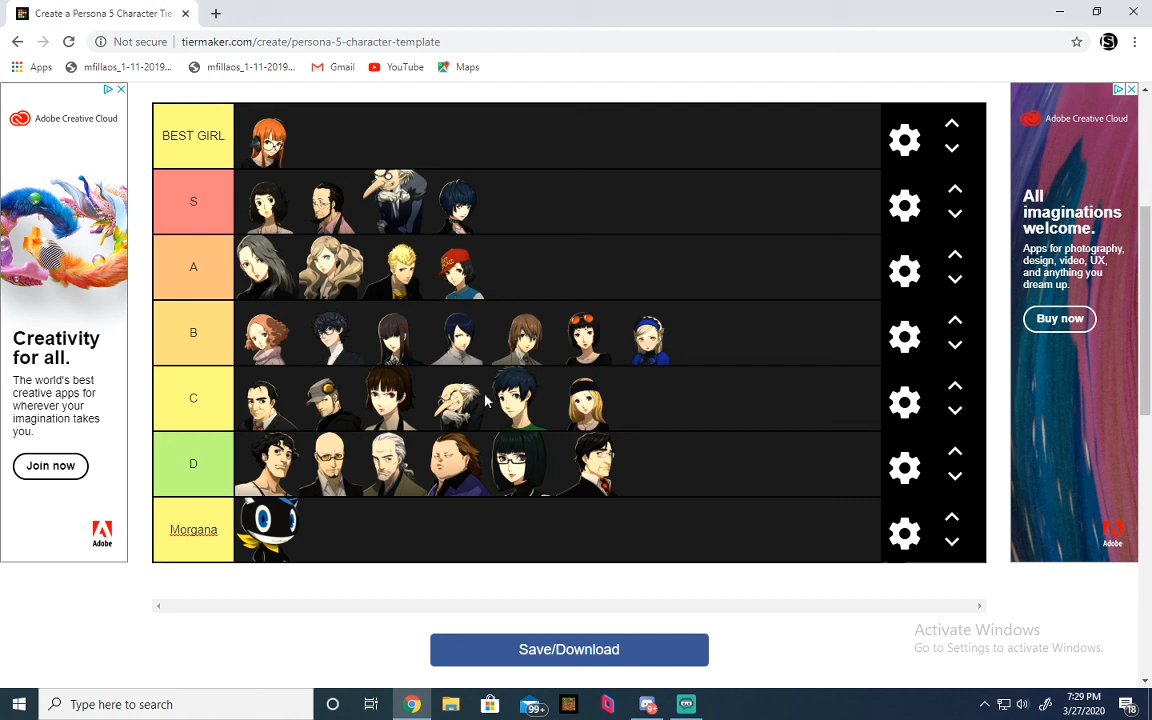 Create a Persona 5 Character Tie
Not secure | tiermaker.com/create/persona-5-character-template
Apps
mfillaos_1-11-2019...
mfillaos_1-11-2019...
Gmail
YouTube
Maps
Adobe Creative Cloud
Creativity
for all.
The world's best
creative apps for
wherever your
imagination takes
you.
Join now
Adobe
BEST GIRL
S
A
B
C
D
Morgana
Adobe Creative Cloud
All
imaginations
welcome.
Apps for photography,
design, video, UX,
and anything you
dream up.
Buy now
Adobe
Save/Download
Activate Windows
Go to Settings to activate Windows.
Type here to search
99+
9+
7:29 PM
3/27/2020
18